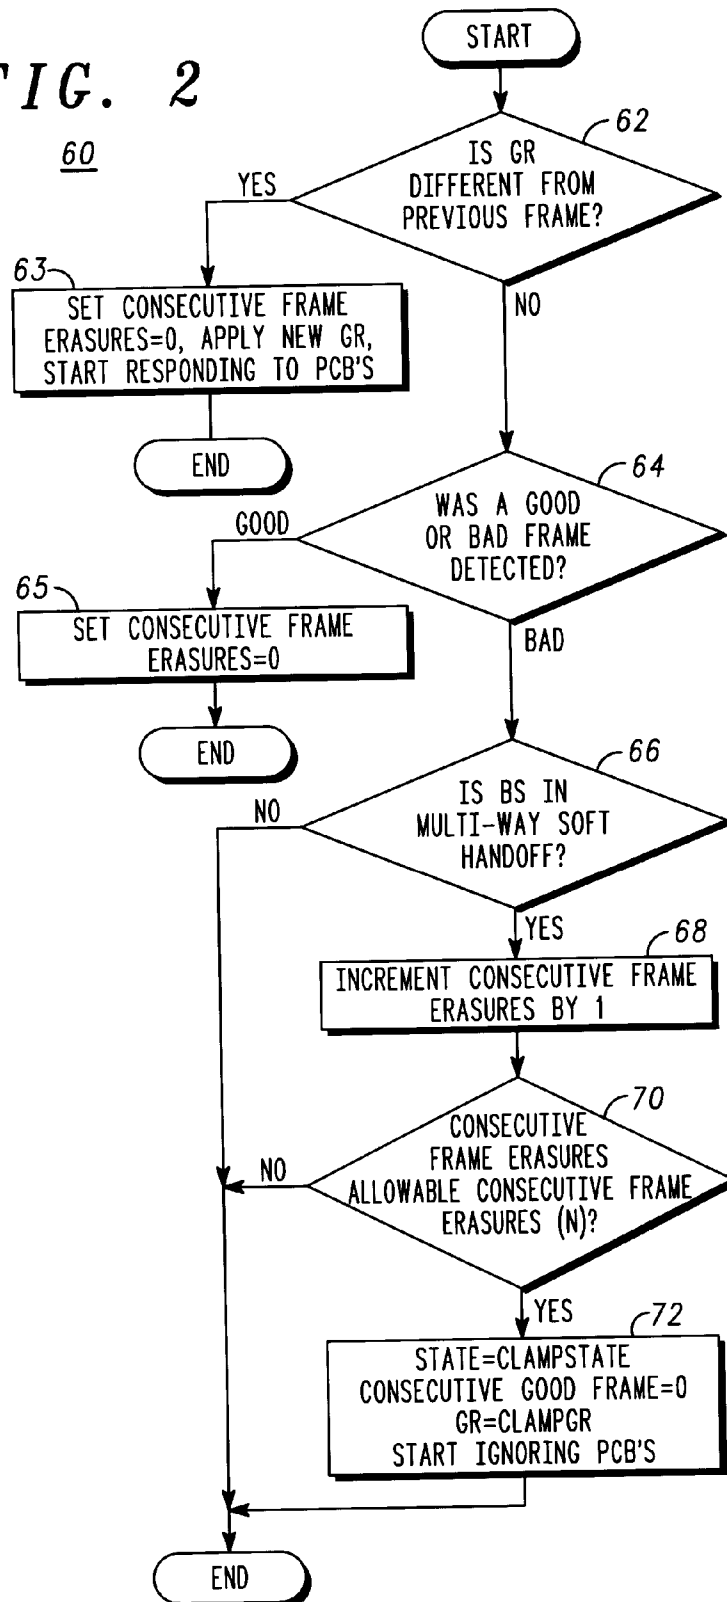 START
FIG. 2
60
62
IS GR
DIFFERENT FROM
PREVIOUS FRAME?
YES
NO
63
SET CONSECUTIVE FRAME
ERASURES=0, APPLY NEW GR,
START RESPONDING TO PCB'S
END
64
WAS A GOOD
OR BAD FRAME
DETECTED?
GOOD
BAD
65
SET CONSECUTIVE FRAME
ERASURES=0
END
66
IS BS IN
MULTI-WAY SOFT
HANDOFF?
NO
YES
68
INCREMENT CONSECUTIVE FRAME
ERASURES BY 1
70
CONSECUTIVE
FRAME ERASURES
ALLOWABLE CONSECUTIVE FRAME
ERASURES (N)?
NO
YES
72
STATE=CLAMPSTATE
CONSECUTIVE GOOD FRAME=0
GR=CLAMPGR
START IGNORING PCB'S
END